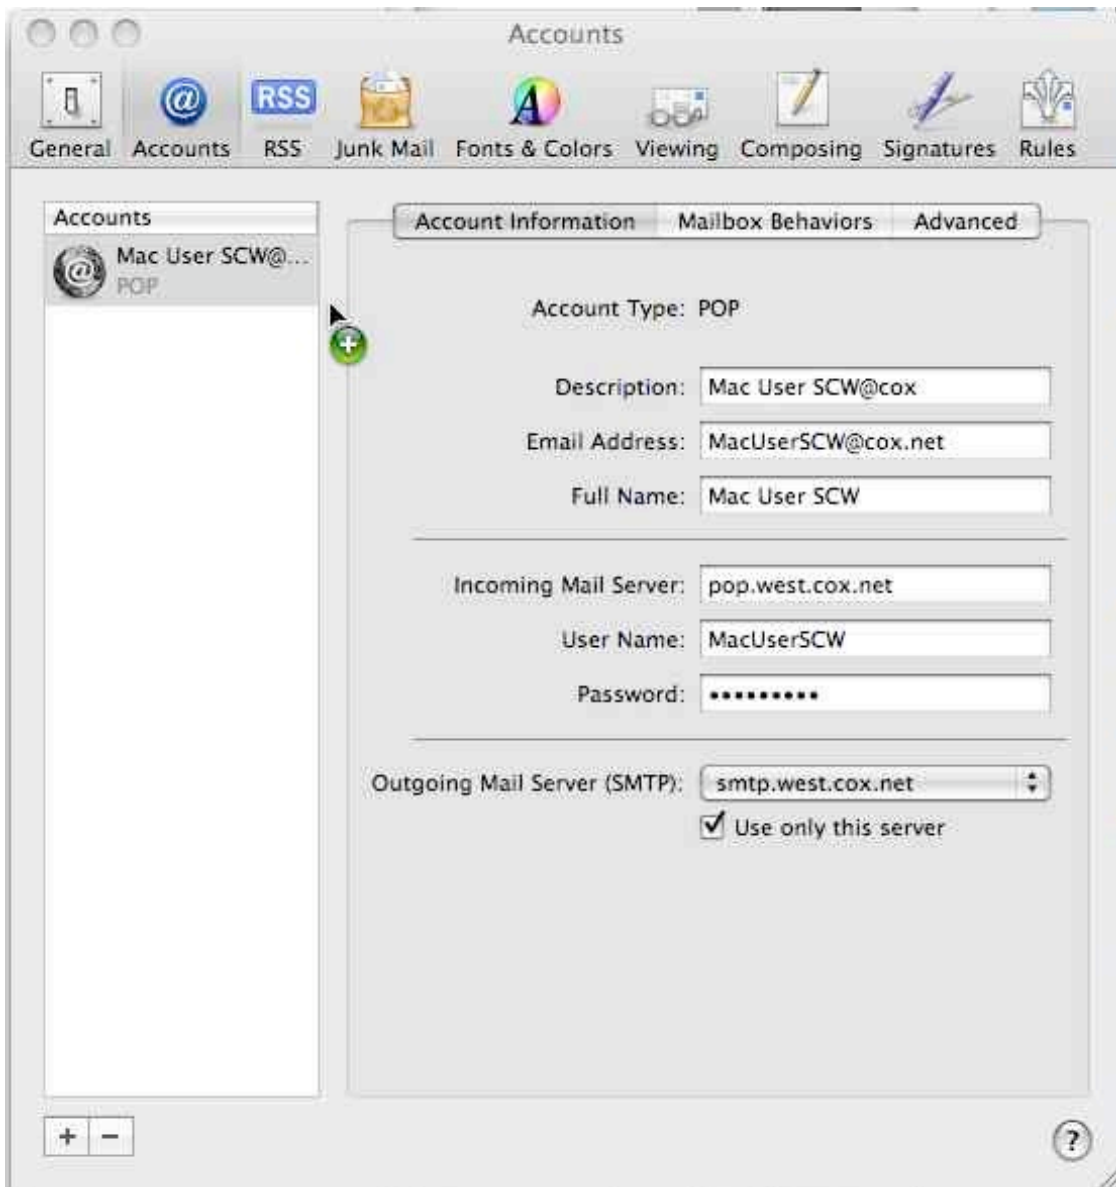 Accounts
General Accounts RSS Junk Mail Fonts & Colors Viewing Composing Signatures Rules
RSS
Accounts
Mac User SCW@...
POP
Account Information Mailbox Behaviors Advanced
Account Type: POP
Description: Mac User SCW@cox
Email Address: MacUserSCW@cox.net
Full Name: Mac User SCW
Incoming Mail Server: pop.west.cox.net
User Name: MacUserSCW
Password: •••••••••
Outgoing Mail Server (SMTP): smtp.west.cox.net
Use only this server
+ −
?